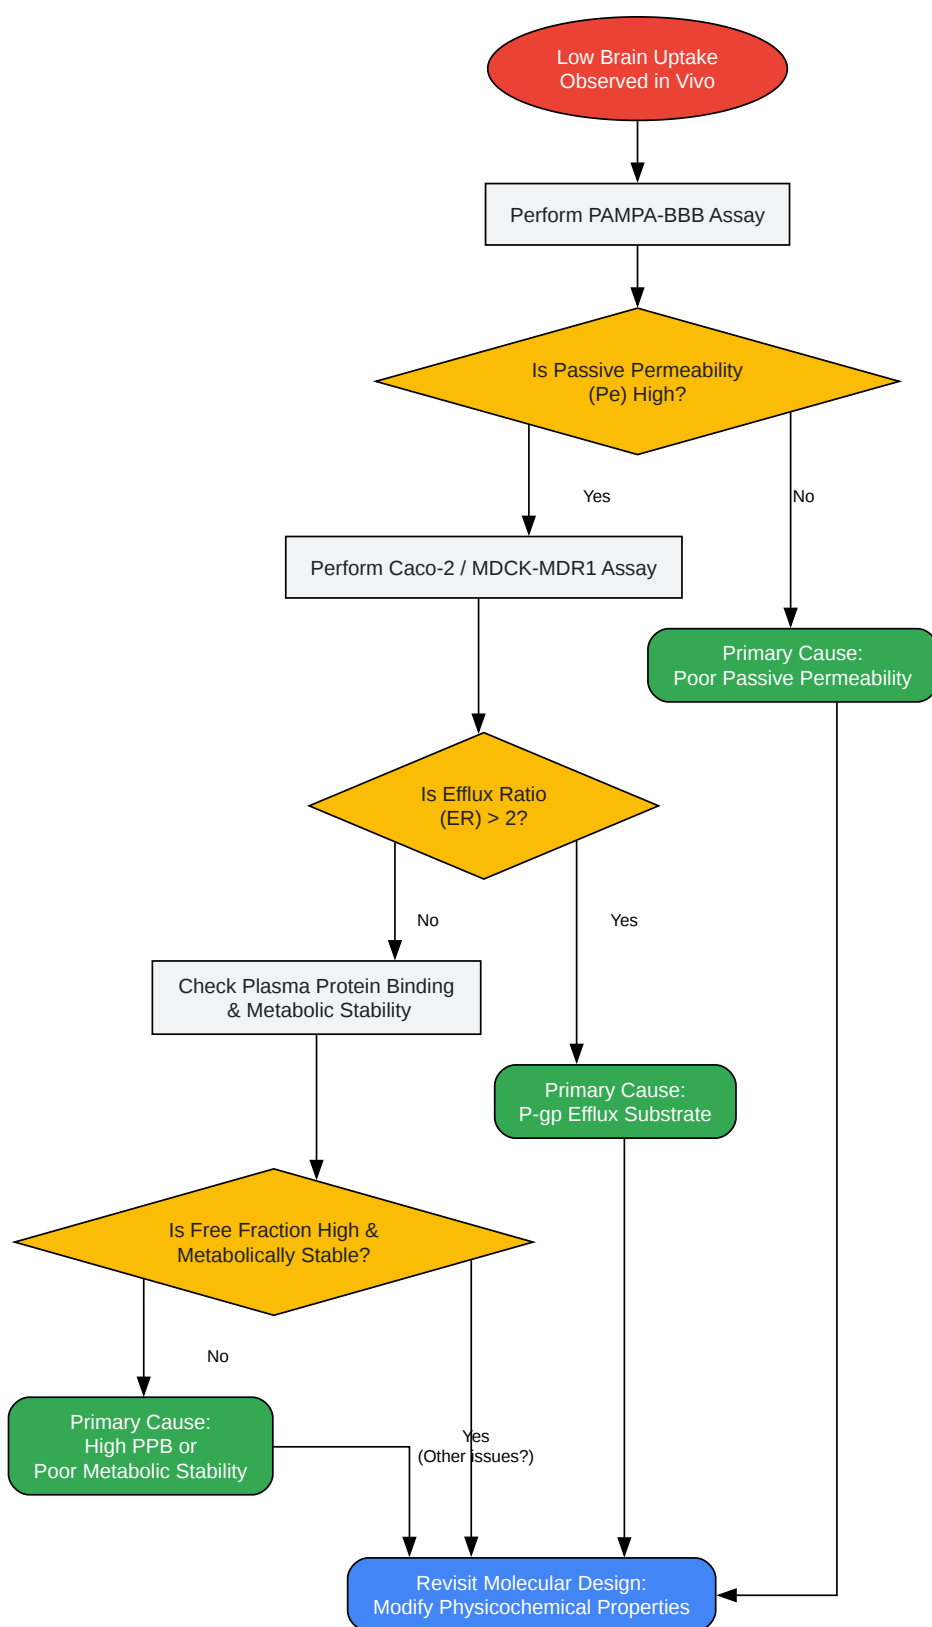 Low Brain Uptake
Observed in Vivo
Perform PAMPA-BBB Assay
Is Passive Permeability
(Pe) High?
Yes
No
Perform Caco-2 / MDCK-MDR1 Assay
Primary Cause:
Poor Passive Permeability
Is Efflux Ratio
(ER) > 2?
No
Yes
Check Plasma Protein Binding
& Metabolic Stability
Primary Cause:
P-gp Efflux Substrate
Is Free Fraction High &
Metabolically Stable?
No
Primary Cause:
High PPB or
Poor Metabolic Stability
Yes
(Other issues?)
Revisit Molecular Design:
Modify Physicochemical Properties